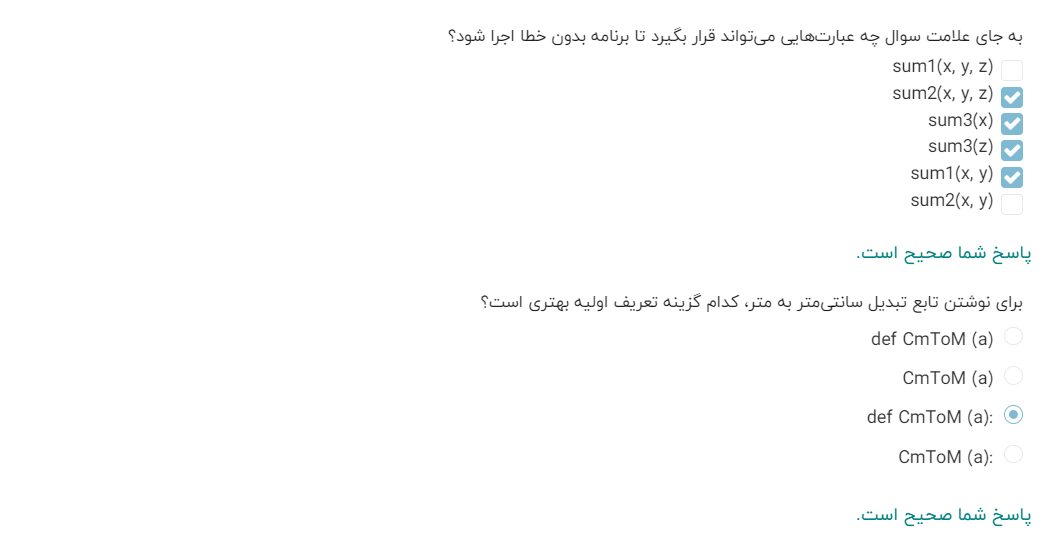 به جای علامت سوال چه عبارت‌هایی می‌تواند قرار بگیرد تا برنامه بدون خطا اجرا شود؟
sum1(x, y, z)
sum2(x, y, z)
sum3(x)
sum3(z)
sum1(x, y)
sum2(x, y)
پاسخ شما صحیح است.
برای نوشتن تابع تبدیل سانتی‌متر به متر، کدام گزینه تعریف اولیه بهتری است؟
def CmToM (a)
CmToM (a)
def CmToM (a):
CmToM (a):
پاسخ شما صحیح است.